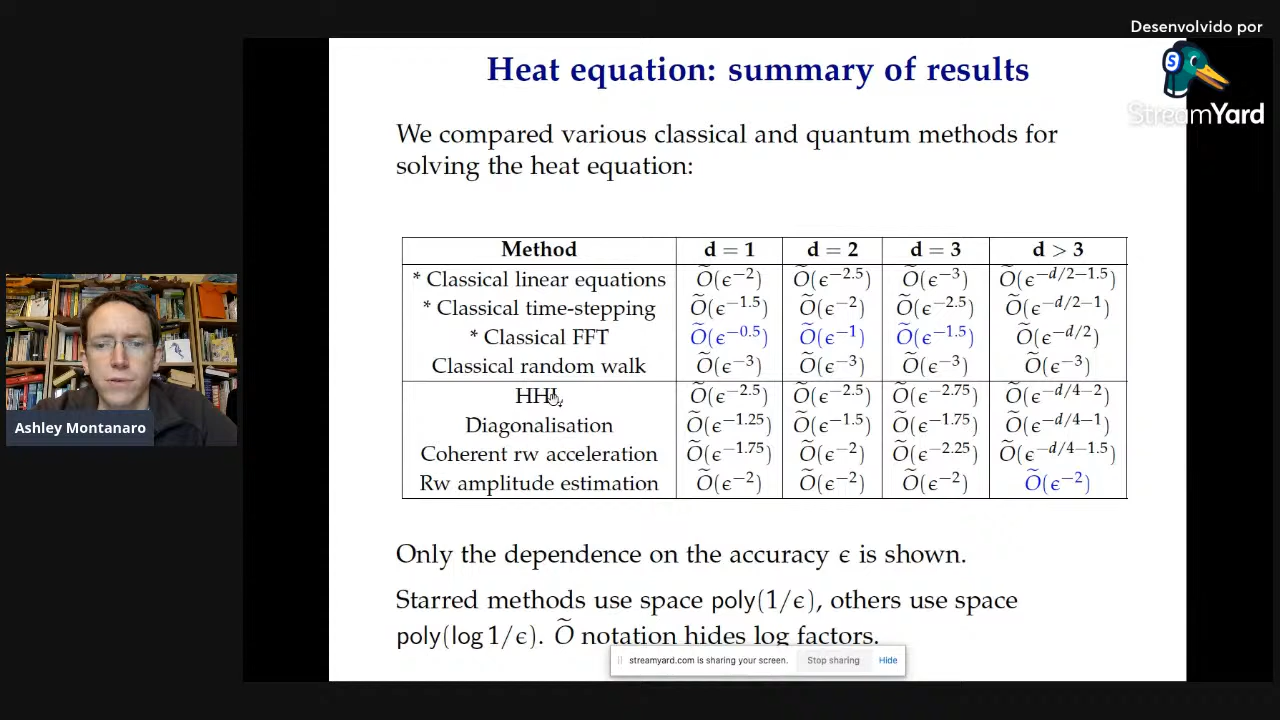 Desenvolvido por
StreamYard
Heat equation: summary of results
We compared various classical and quantum methods for
solving the heat equation:
Method d = 1 d = 2 d = 3 d > 3
* Classical linear equations Õ(ϵ⁻²) Õ(ϵ⁻²·⁵) Õ(ϵ⁻³) Õ(ϵ^{−d/2−1.5})
* Classical time-stepping Õ(ϵ⁻¹·⁵) Õ(ϵ⁻²) Õ(ϵ⁻²·⁵) Õ(ϵ^{−d/2−1})
* Classical FFT Õ(ϵ⁻⁰·⁵) Õ(ϵ⁻¹) Õ(ϵ⁻¹·⁵) Õ(ϵ^{−d/2})
Classical random walk Õ(ϵ⁻³) Õ(ϵ⁻³) Õ(ϵ⁻³) Õ(ϵ⁻³)
HHL Õ(ϵ⁻²·⁵) Õ(ϵ⁻²·⁵) Õ(ϵ⁻²·⁷⁵) Õ(ϵ^{−d/4−2})
Diagonalisation Õ(ϵ⁻¹·²⁵) Õ(ϵ⁻¹·⁵) Õ(ϵ⁻¹·⁷⁵) Õ(ϵ^{−d/4−1})
Coherent rw acceleration Õ(ϵ⁻¹·⁷⁵) Õ(ϵ⁻²) Õ(ϵ⁻²·²⁵) Õ(ϵ^{−d/4−1.5})
Rw amplitude estimation Õ(ϵ⁻²) Õ(ϵ⁻²) Õ(ϵ⁻²) Õ(ϵ⁻²)
Only the dependence on the accuracy ϵ is shown.
Starred methods use space poly(1/ϵ), others use space
poly(log 1/ϵ). Õ notation hides log factors.
Ashley Montanaro
streamyard.com is sharing your screen. Stop sharing Hide